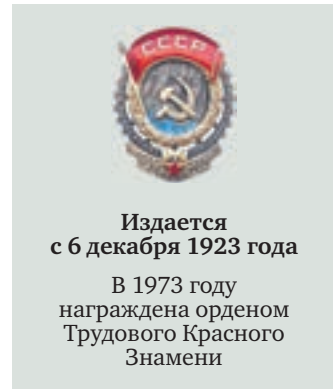 СССР
Издается
с 6 декабря 1923 года
В 1973 году
награждена орденом
Трудового Красного
Знамени